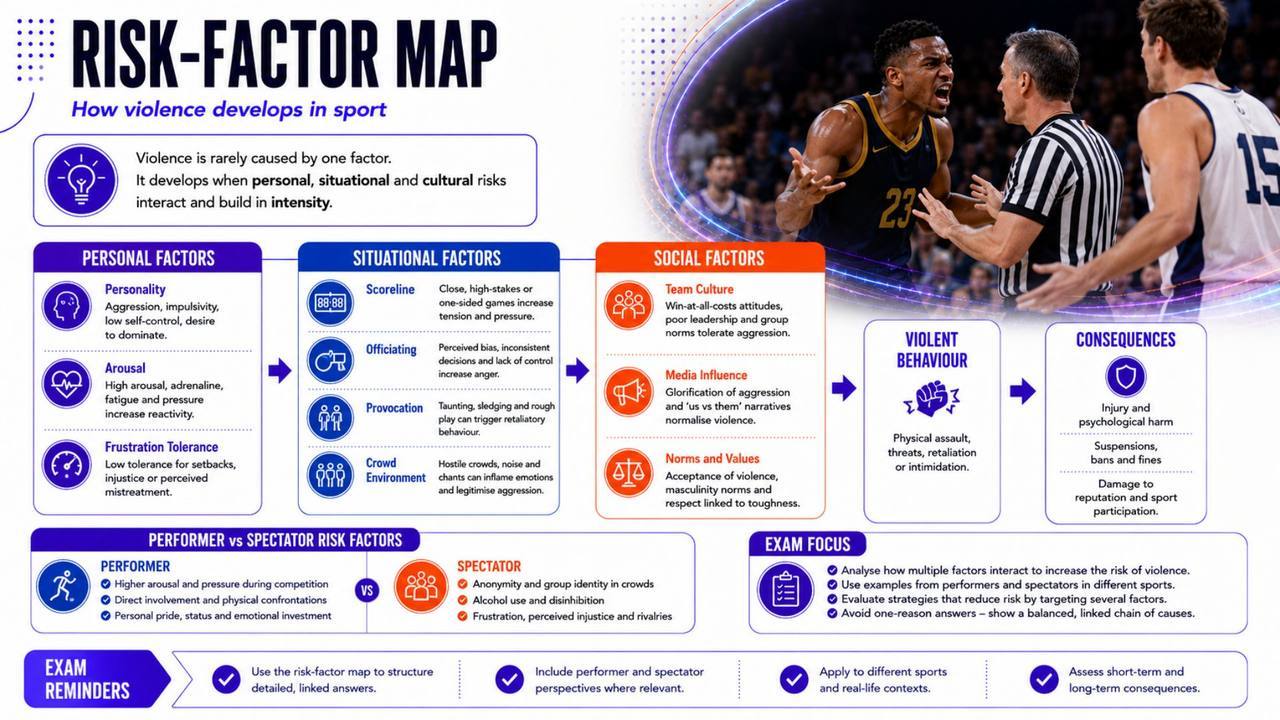 RISK-FACTOR MAP
How violence develops in sport
Violence is rarely caused by one factor.
It develops when personal, situational and cultural risks
interact and build in intensity.
23
15
PERSONAL FACTORS
Personality
Aggression, impulsivity,
low self-control, desire
to dominate.
Arousal
High arousal, adrenaline,
fatigue and pressure
increase reactivity.
Frustration Tolerance
Low tolerance for setbacks,
injustice or perceived
mistreatment.
SITUATIONAL FACTORS
88:88
Scoreline
Close, high-stakes or
one-sided games increase
tension and pressure.
Officiating
Perceived bias, inconsistent
decisions and lack of control
increase anger.
Provocation
Taunting, sledging and rough
play can trigger retaliatory
behaviour.
Crowd
Environment
Hostile crowds, noise and
chants can inflame emotions
and legitimise aggression.
SOCIAL FACTORS
Team Culture
Win-at-all-costs attitudes,
poor leadership and group
norms tolerate aggression.
Media Influence
Glorification of aggression
and ‘us vs them’ narratives
normalise violence.
Norms and Values
Acceptance of violence,
masculinity norms and
respect linked to toughness.
VIOLENT
BEHAVIOUR
Physical assault,
threats, retaliation
or intimidation.
CONSEQUENCES
Injury and
psychological harm
Suspensions,
bans and fines
Damage to
reputation and sport
participation.
PERFORMER vs SPECTATOR RISK FACTORS
PERFORMER
Higher arousal and pressure during competition
Direct involvement and physical confrontations
Personal pride, status and emotional investment
VS
SPECTATOR
Anonymity and group identity in crowds
Alcohol use and disinhibition
Frustration, perceived injustice and rivalries
EXAM FOCUS
Analyse how multiple factors interact to increase the risk of violence.
Use examples from performers and spectators in different sports.
Evaluate strategies that reduce risk by targeting several factors.
Avoid one-reason answers – show a balanced, linked chain of causes.
EXAM
REMINDERS
Use the risk-factor map to structure
detailed, linked answers.
Include performer and spectator
perspectives where relevant.
Apply to different sports
and real-life contexts.
Assess short-term and
long-term consequences.